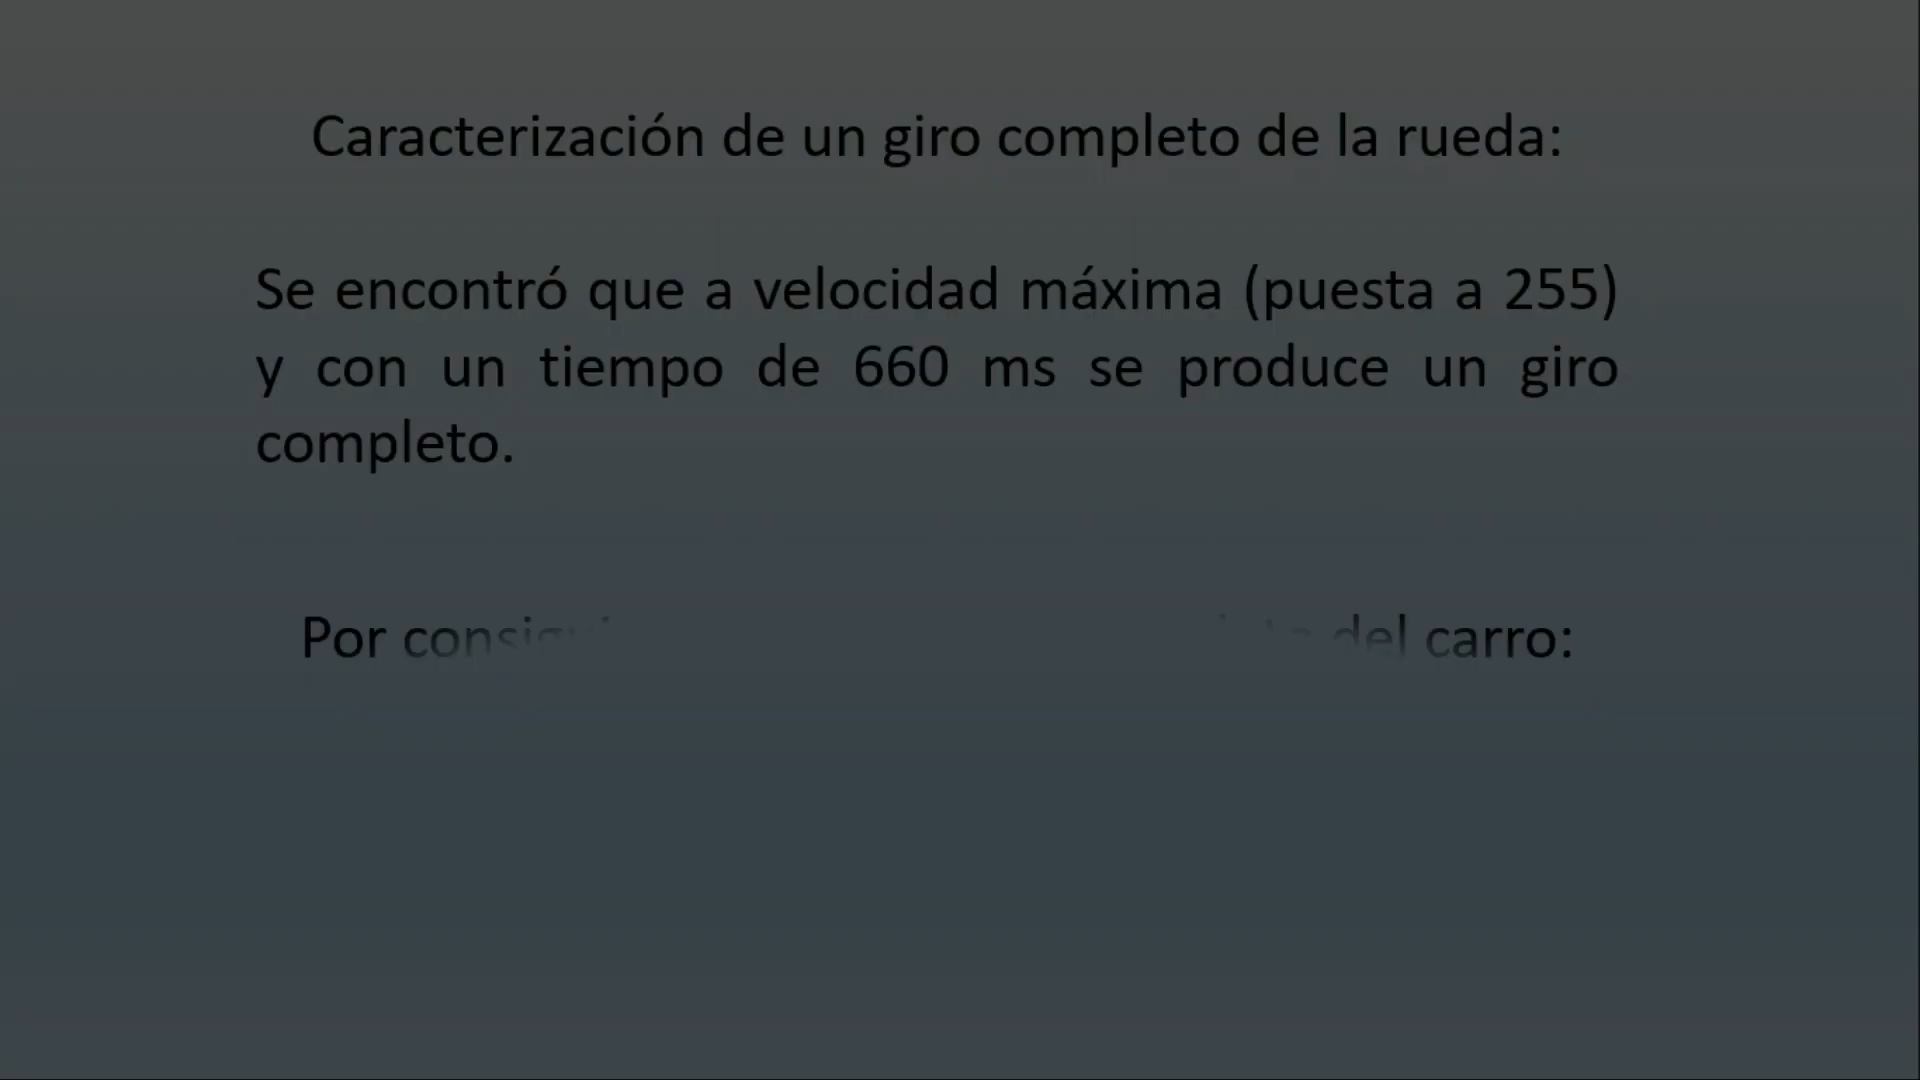 Caracterización de un giro completo de la rueda:
Se encontró que a velocidad máxima (puesta a 255)
y con un tiempo de 660 ms se produce un giro
completo.
Por del carro: